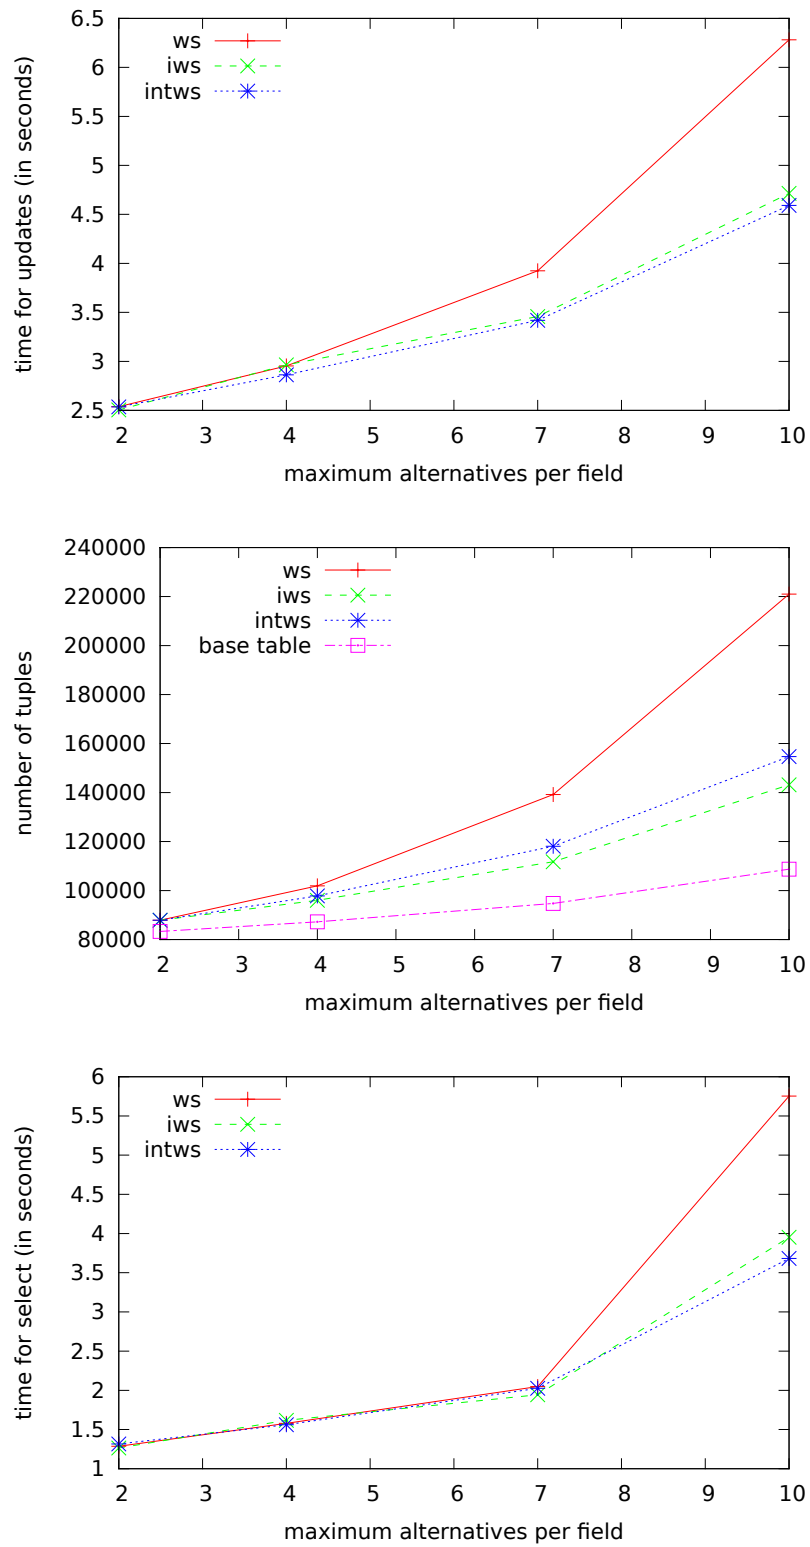 6.5
6
5.5
5
4.5
4
3.5
3
2.5
time for updates (in seconds)
ws
iws
intws
2 3 4 5 6 7 8 9 10
maximum alternatives per field
240000
220000
200000
180000
160000
140000
120000
100000
80000
number of tuples
ws
iws
intws
base table
2 3 4 5 6 7 8 9 10
maximum alternatives per field
6
5.5
5
4.5
4
3.5
3
2.5
2
1.5
1
time for select (in seconds)
ws
iws
intws
2 3 4 5 6 7 8 9 10
maximum alternatives per field